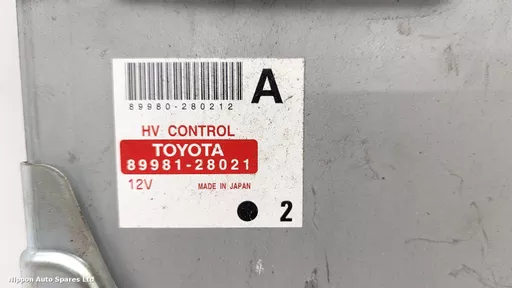 89980-280212
A
HV CONTROL
TOYOTA
89981-28021
12V MADE IN JAPAN
2
Nippon Auto Spares Ltd